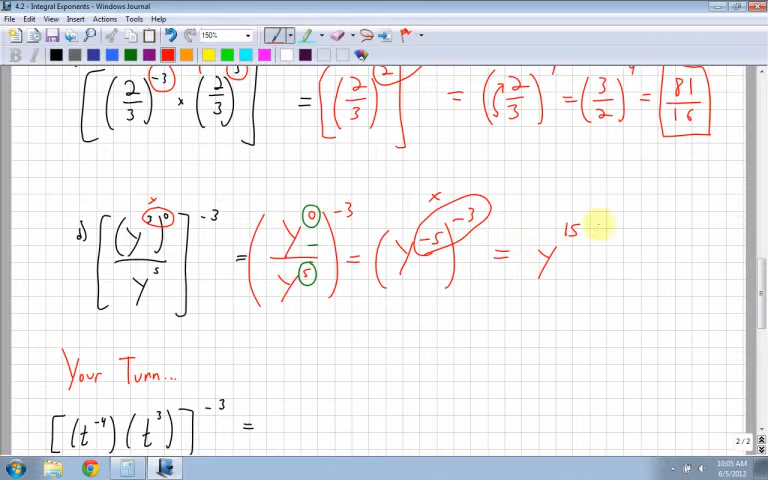 4.2 - Integral Exponents - Windows Journal
File Edit View Insert Actions Tools Help
150%
B I
[(2/3)^-3 × (2/3)^5] = [(2/3)^2] = (2/3) = (3/2)^4 = 81/16
×
d) [(y^3)^0 / y^5]^-3 = (y^0 / y^5)^-3 = (y^-5)^-3 = y^15
×
–
Your Turn...
[(t^-4)(t^3)]^-3 =
2 / 2
10:05 AM
6/5/2012